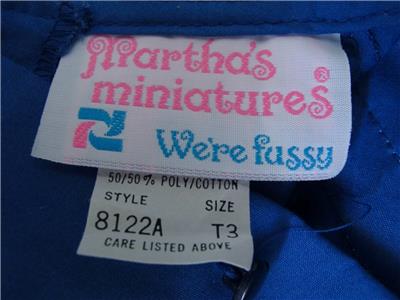 Martha's
miniatures®
We're fussy
50/50% POLY/COTTON
STYLE SIZE
8122A T3
CARE LISTED ABOVE